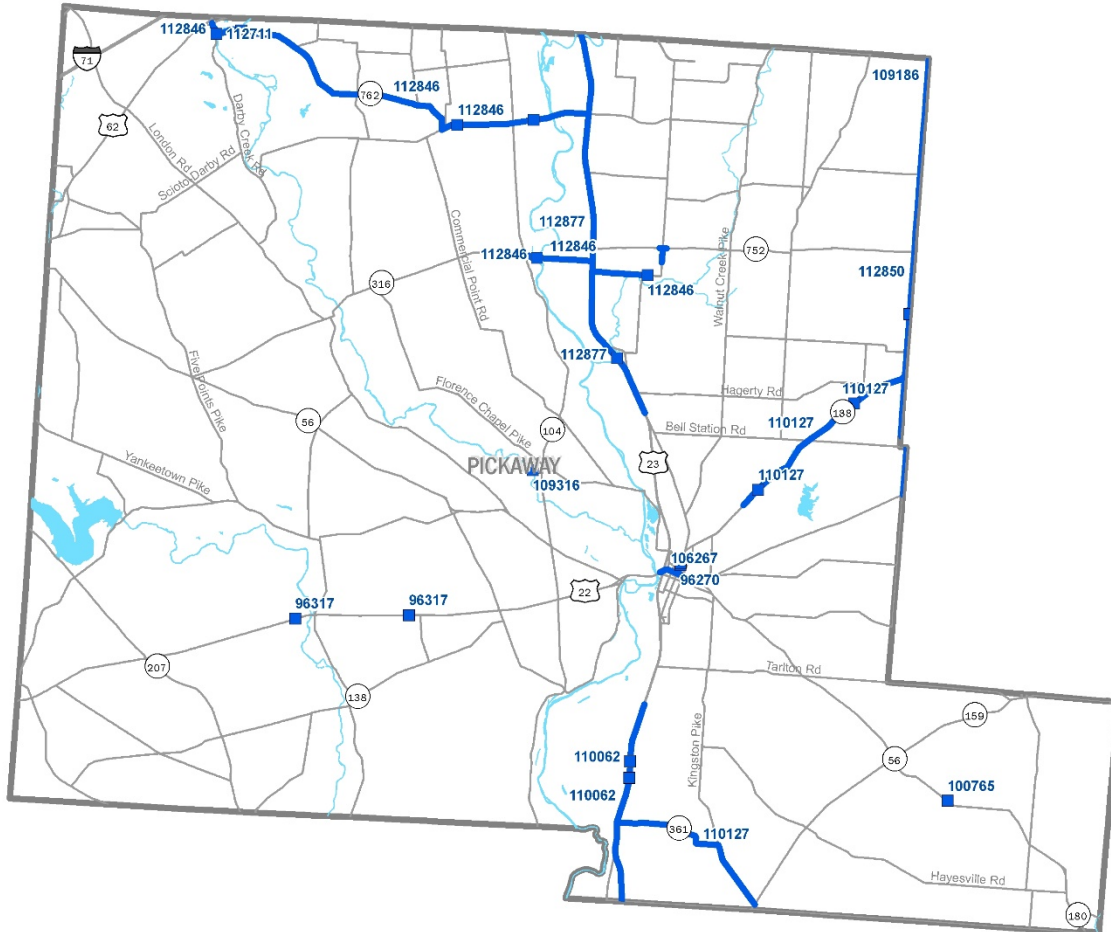 112846
112711
71
109186
762
112846
62
112846
London Rd
Darby Creek Rd
Scioto Darby Rd
Commercial Point Rd
112877
112846
112846
752
Walnut Creek Pike
112850
316
112846
112877
Five Points Pike
Florence Chapel Pike
Hagerty Rd
110127
188
56
104
110127
Bell Station Rd
23
Yankeetown Pike
PICKAWAY
109316
110127
106267
96270
22
96317
96317
207
138
Tarlton Rd
159
Kingston Pike
56
110062
100765
110062
361
110127
Hayesville Rd
180